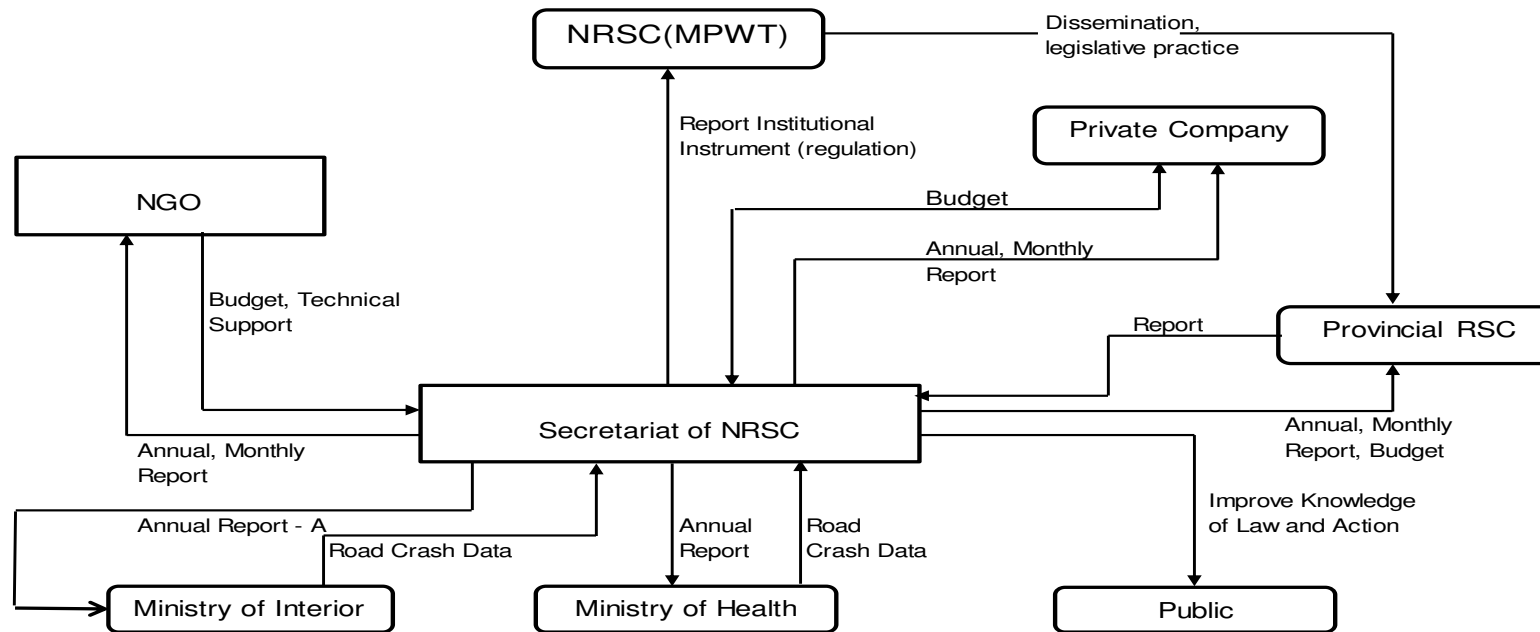 NRSC(MPWT)
Dissemination,
legislative practice
Report Institutional
Instrument (regulation)
Private Company
NGO
Budget
Annual, Monthly
Report
Budget, Technical
Support
Report
Provincial RSC
Secretariat of NRSC
Annual, Monthly
Report
Annual, Monthly
Report, Budget
Annual Report - A
Road Crash Data
Annual
Report
Road
Crash Data
Improve Knowledge
of Law and Action
Ministry of Interior
Ministry of Health
Public